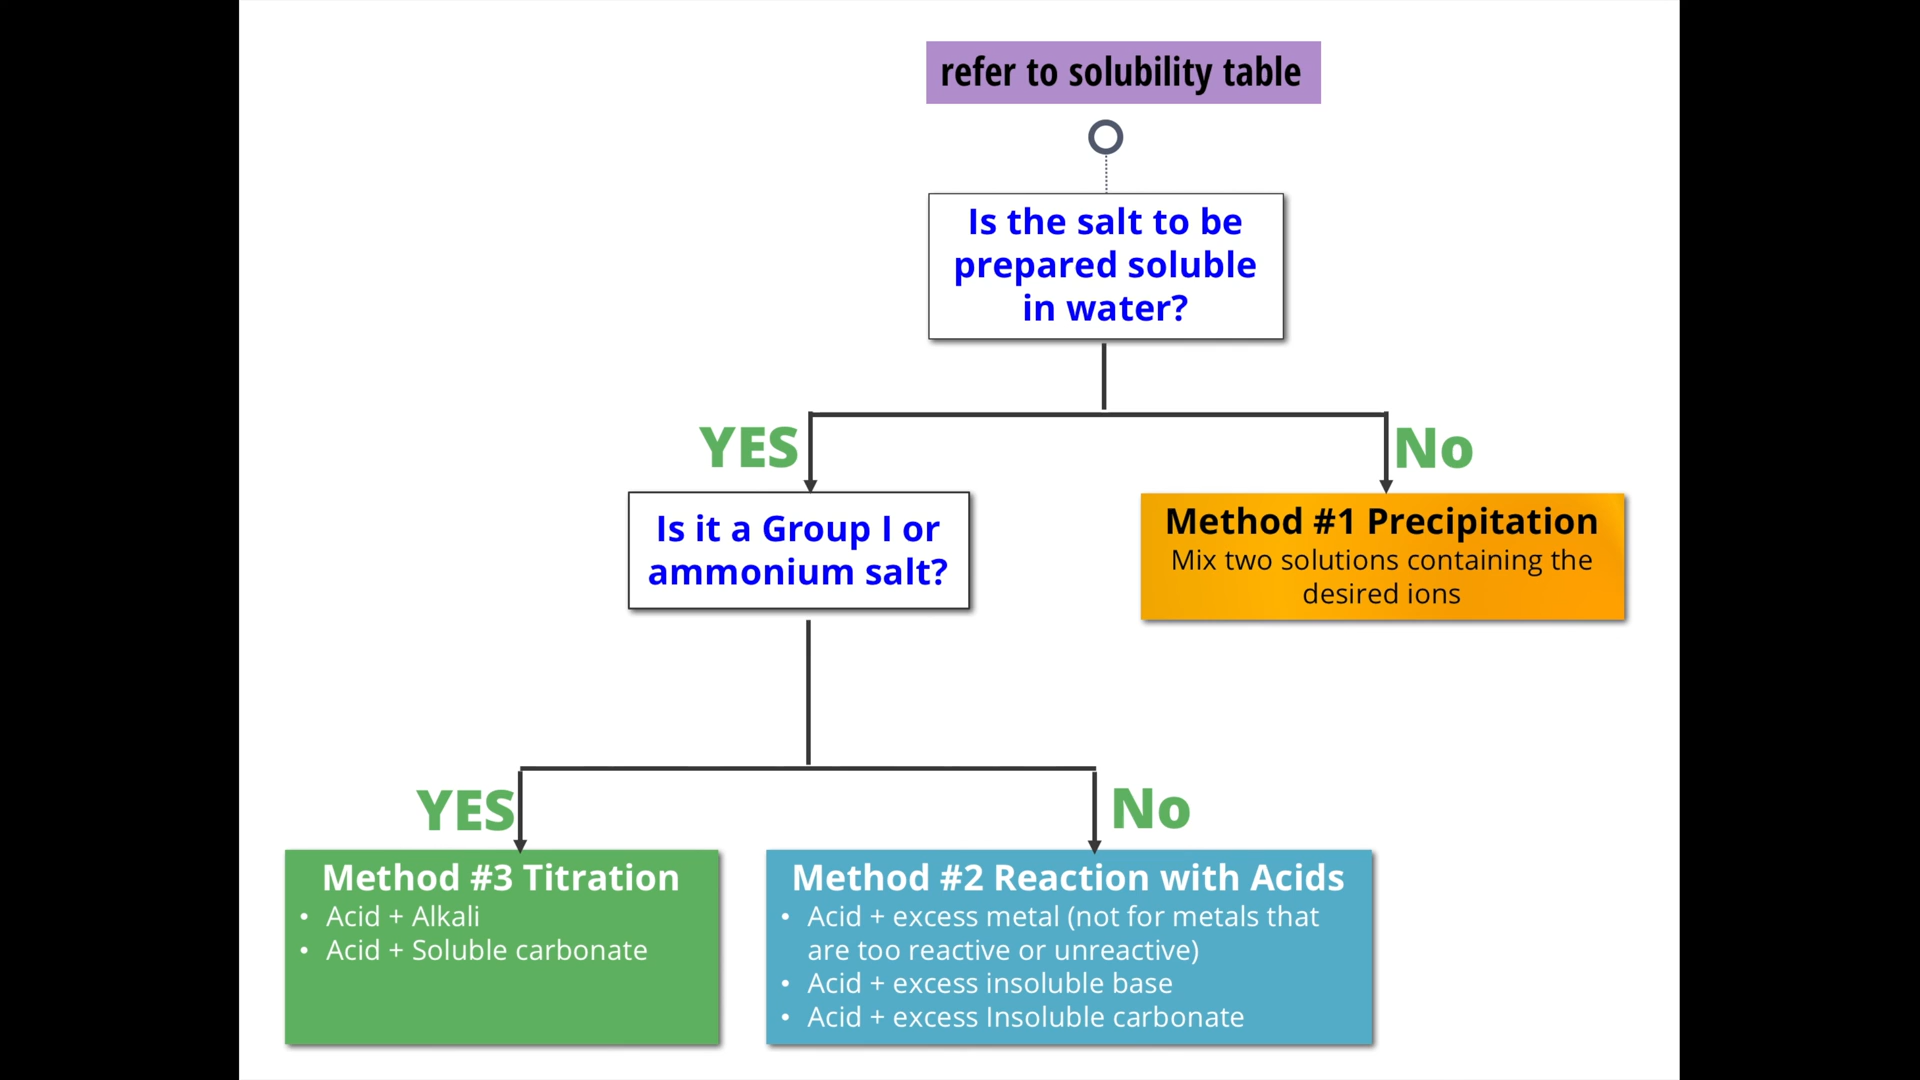 refer to solubility table
Is the salt to be
prepared soluble
in water?
YES
No
Is it a Group I or
ammonium salt?
Method #1 Precipitation
Mix two solutions containing the
desired ions
YES
No
Method #3 Titration
• Acid + Alkali
• Acid + Soluble carbonate
Method #2 Reaction with Acids
• Acid + excess metal (not for metals that
are too reactive or unreactive)
• Acid + excess insoluble base
• Acid + excess Insoluble carbonate